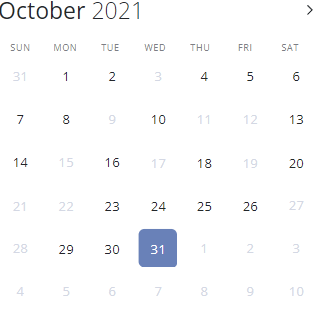 October 2021
SUN MON TUE WED THU FRI SAT
31 1 2 3 4 5 6
7 8 9 10 11 12 13
14 15 16 17 18 19 20
21 22 23 24 25 26 27
28 29 30 31 1 2 3
4 5 6 7 8 9 10